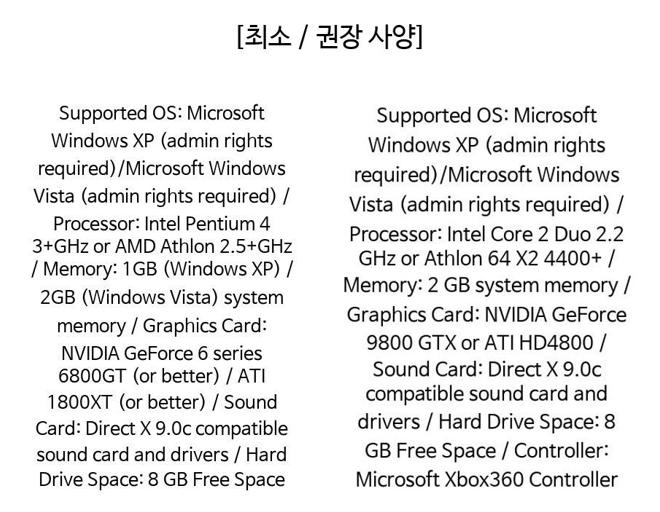 [최소 / 권장 사양]
Supported OS: Microsoft
Windows XP (admin rights
required)/Microsoft Windows
Vista (admin rights required) /
Processor: Intel Pentium 4
3+GHz or AMD Athlon 2.5+GHz
/ Memory: 1GB (Windows XP) /
2GB (Windows Vista) system
memory / Graphics Card:
NVIDIA GeForce 6 series
6800GT (or better) / ATI
1800XT (or better) / Sound
Card: Direct X 9.0c compatible
sound card and drivers / Hard
Drive Space: 8 GB Free Space
Supported OS: Microsoft
Windows XP (admin rights
required)/Microsoft Windows
Vista (admin rights required) /
Processor: Intel Core 2 Duo 2.2
GHz or Athlon 64 X2 4400+ /
Memory: 2 GB system memory /
Graphics Card: NVIDIA GeForce
9800 GTX or ATI HD4800 /
Sound Card: Direct X 9.0c
compatible sound card and
drivers / Hard Drive Space: 8
GB Free Space / Controller:
Microsoft Xbox360 Controller